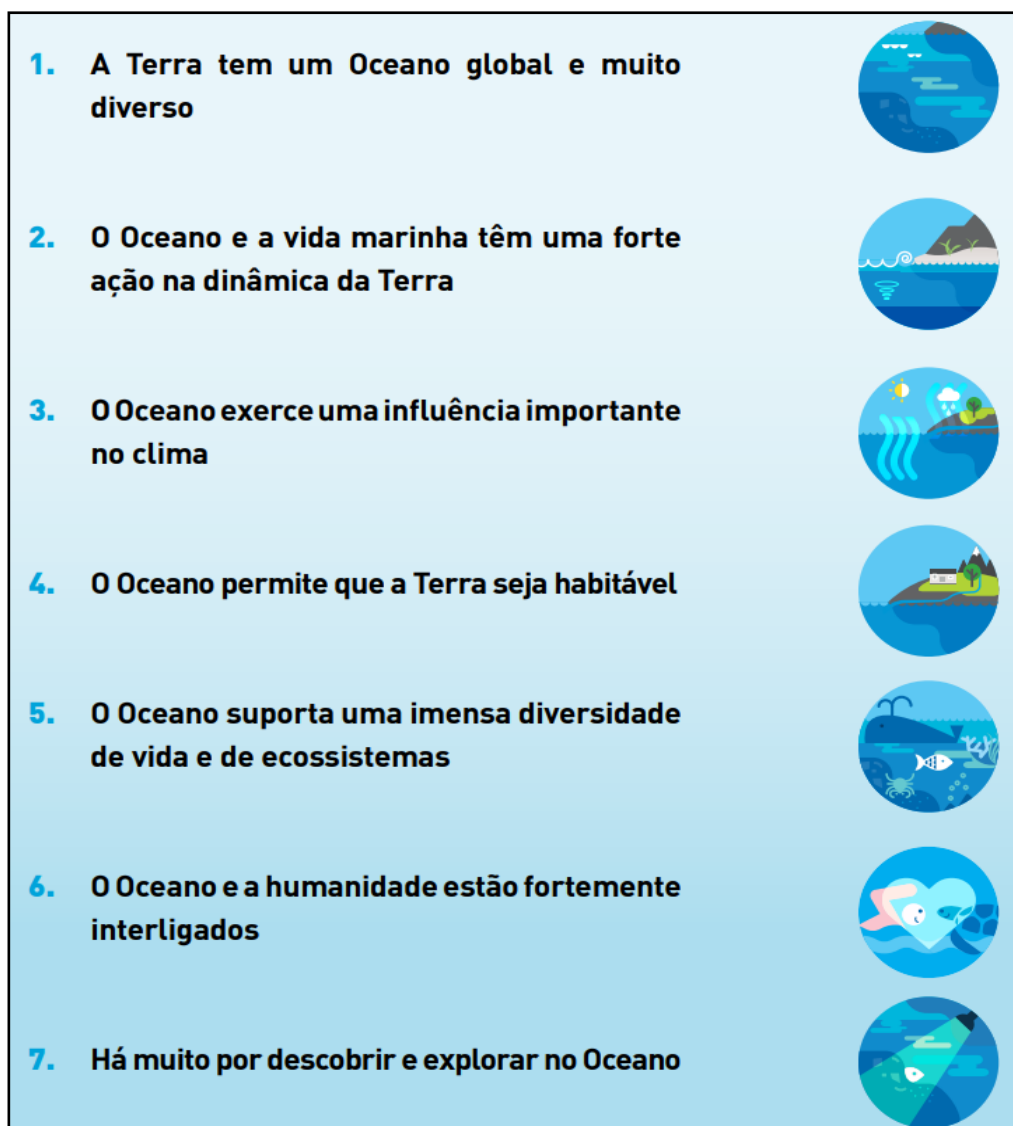 1. A Terra tem um Oceano global e muito
diverso
2. O Oceano e a vida marinha têm uma forte
ação na dinâmica da Terra
3. O Oceano exerce uma influência importante
no clima
4. O Oceano permite que a Terra seja habitável
5. O Oceano suporta uma imensa diversidade
de vida e de ecossistemas
6. O Oceano e a humanidade estão fortemente
interligados
7. Há muito por descobrir e explorar no Oceano